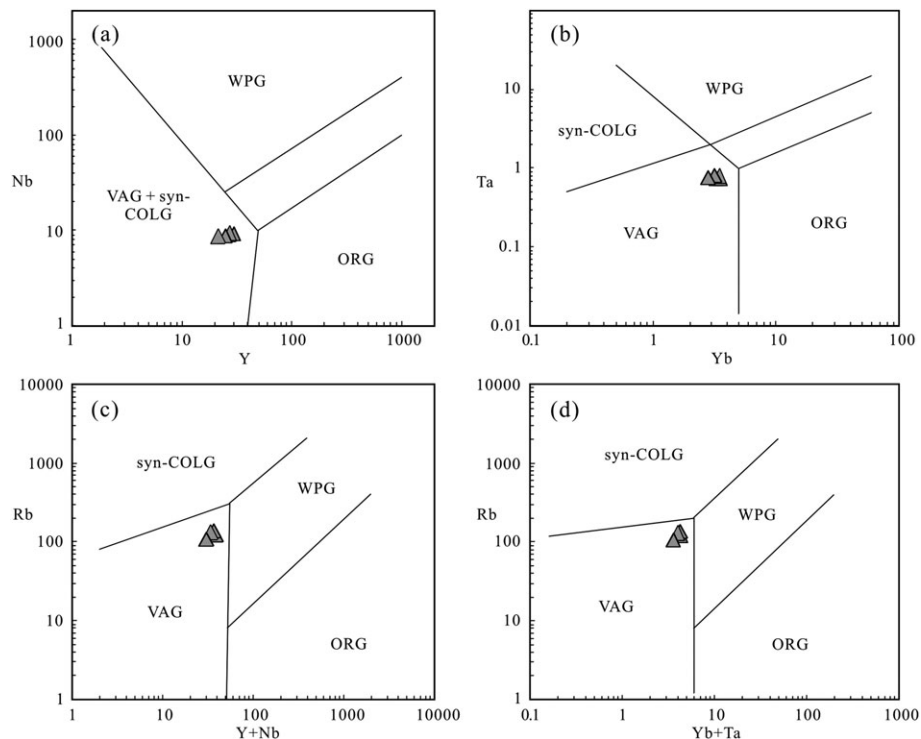 (a)
1000
100
10
1
Nb
WPG
VAG + syn-
COLG
ORG
1
10
100
1000
Y
(b)
10
1
0.1
0.01
Ta
WPG
syn-COLG
VAG
ORG
0.1
1
10
100
Yb
(c)
10000
1000
100
10
1
Rb
syn-COLG
WPG
VAG
ORG
1
10
100
1000
10000
Y+Nb
(d)
10000
1000
100
10
1
Rb
syn-COLG
WPG
VAG
ORG
0.1
1
10
100
1000
Yb+Ta